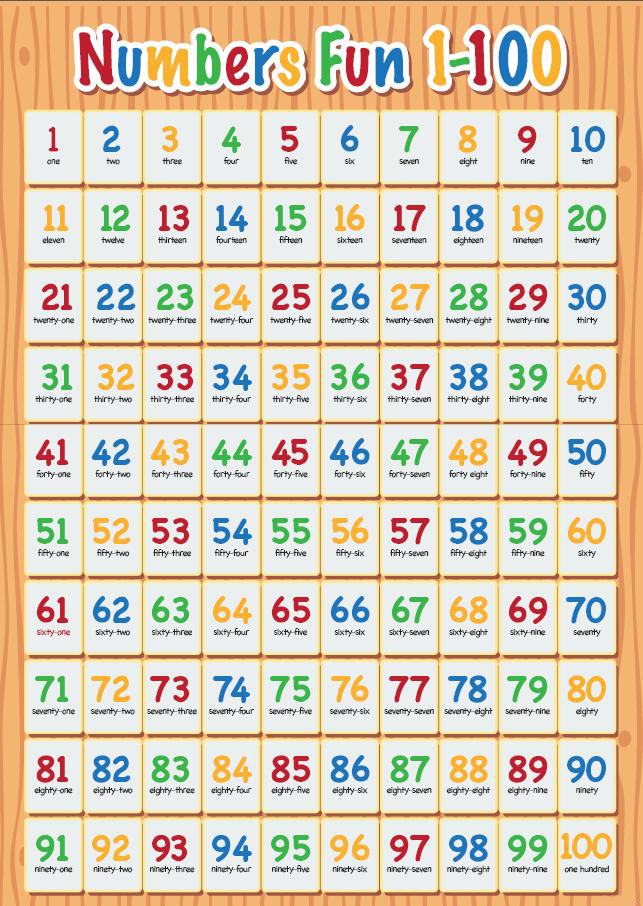 Numbers Fun 1-100
1 2 3 4 5 6 7 8 9 10
one two three four five six seven eight nine ten
11 12 13 14 15 16 17 18 19 20
eleven twelve thirteen fourteen fifteen sixteen seventeen eighteen nineteen twenty
21 22 23 24 25 26 27 28 29 30
twenty-one twenty-two twenty-three twenty-four twenty-five twenty-six twenty-seven twenty-eight twenty-nine thirty
31 32 33 34 35 36 37 38 39 40
thirty-one thirty-two thirty-three thirty-four thirty-five thirty-six thirty-seven thirty-eight thirty-nine forty
41 42 43 44 45 46 47 48 49 50
forty-one forty-two forty-three forty-four forty-five forty-six forty-seven forty-eight forty-nine fifty
51 52 53 54 55 56 57 58 59 60
fifty-one fifty-two fifty-three fifty-four fifty-five fifty-six fifty-seven fifty-eight fifty-nine sixty
61 62 63 64 65 66 67 68 69 70
sixty-one sixty-two sixty-three sixty-four sixty-five sixty-six sixty-seven sixty-eight sixty-nine seventy
71 72 73 74 75 76 77 78 79 80
seventy-one seventy-two seventy-three seventy-four seventy-five seventy-six seventy-seven seventy-eight seventy-nine eighty
81 82 83 84 85 86 87 88 89 90
eighty-one eighty-two eighty-three eighty-four eighty-five eighty-six eighty-seven eighty-eight eighty-nine ninety
91 92 93 94 95 96 97 98 99 100
ninety-one ninety-two ninety-three ninety-four ninety-five ninety-six ninety-seven ninety-eight ninety-nine one hundred